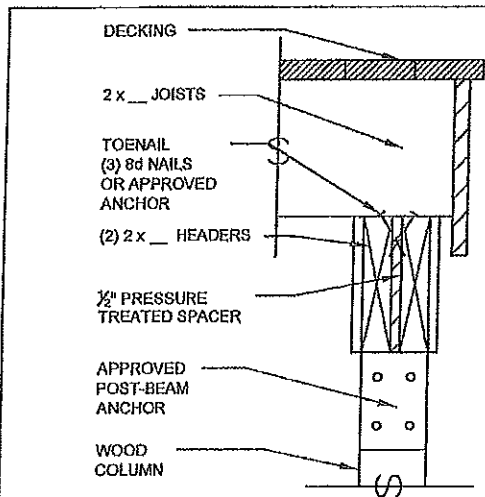 DECKING
2 x __ JOISTS
TOENAIL
(3) 8d NAILS
OR APPROVED
ANCHOR
(2) 2 x __ HEADERS
½" PRESSURE
TREATED SPACER
APPROVED
POST-BEAM
ANCHOR
WOOD
COLUMN